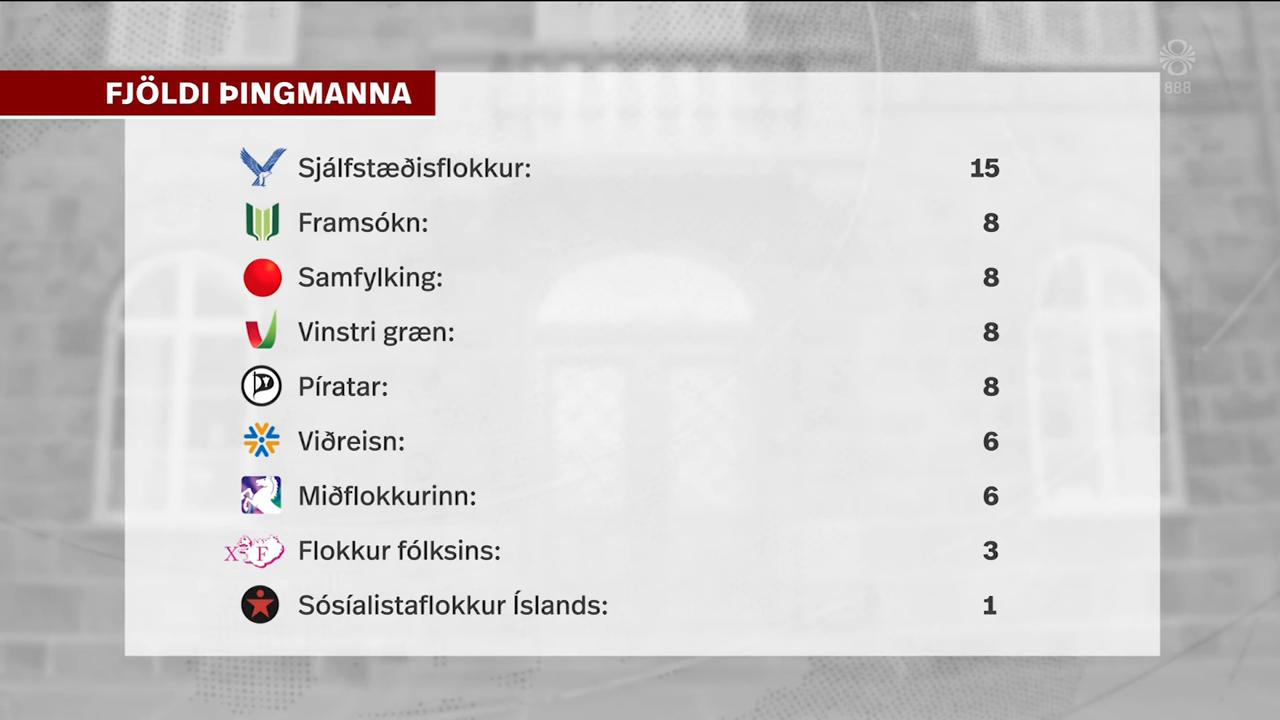 888
FJÖLDI ÞINGMANNA
Sjálfstæðisflokkur: 15
Framsókn: 8
Samfylking: 8
Vinstri græn: 8
Píratar: 8
Viðreisn: 6
Miðflokkurinn: 6
X F Flokkur fólksins: 3
Sósíalistaflokkur Íslands: 1